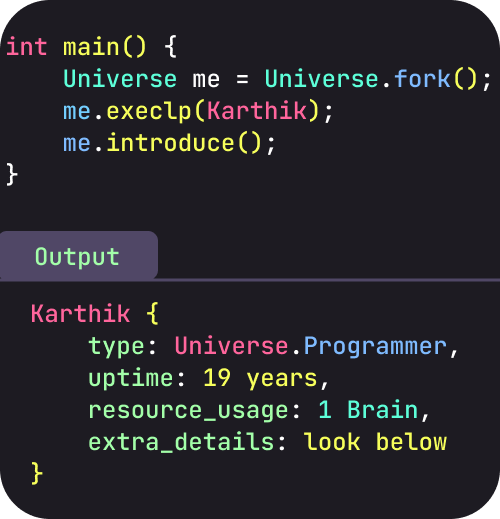 int main() {
    Universe me = Universe.fork();
    me.execlp(Karthik);
    me.introduce();
}
Output
Karthik {
    type: Universe.Programmer,
    uptime: 19 years,
    resource_usage: 1 Brain,
    extra_details: look below
}